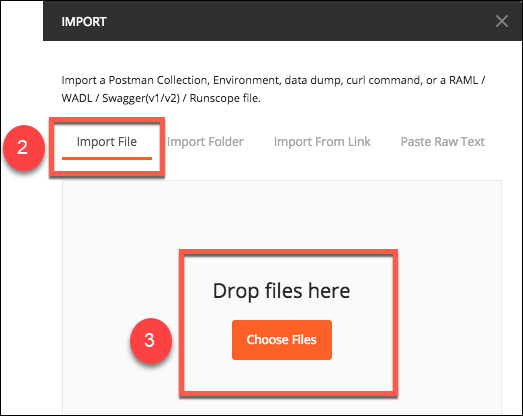 IMPORT
Import a Postman Collection, Environment, data dump, curl command, or a RAML /
WADL / Swagger(v1/v2) / Runscope file.
2
Import File Import Folder Import From Link Paste Raw Text
Drop files here
3
Choose Files